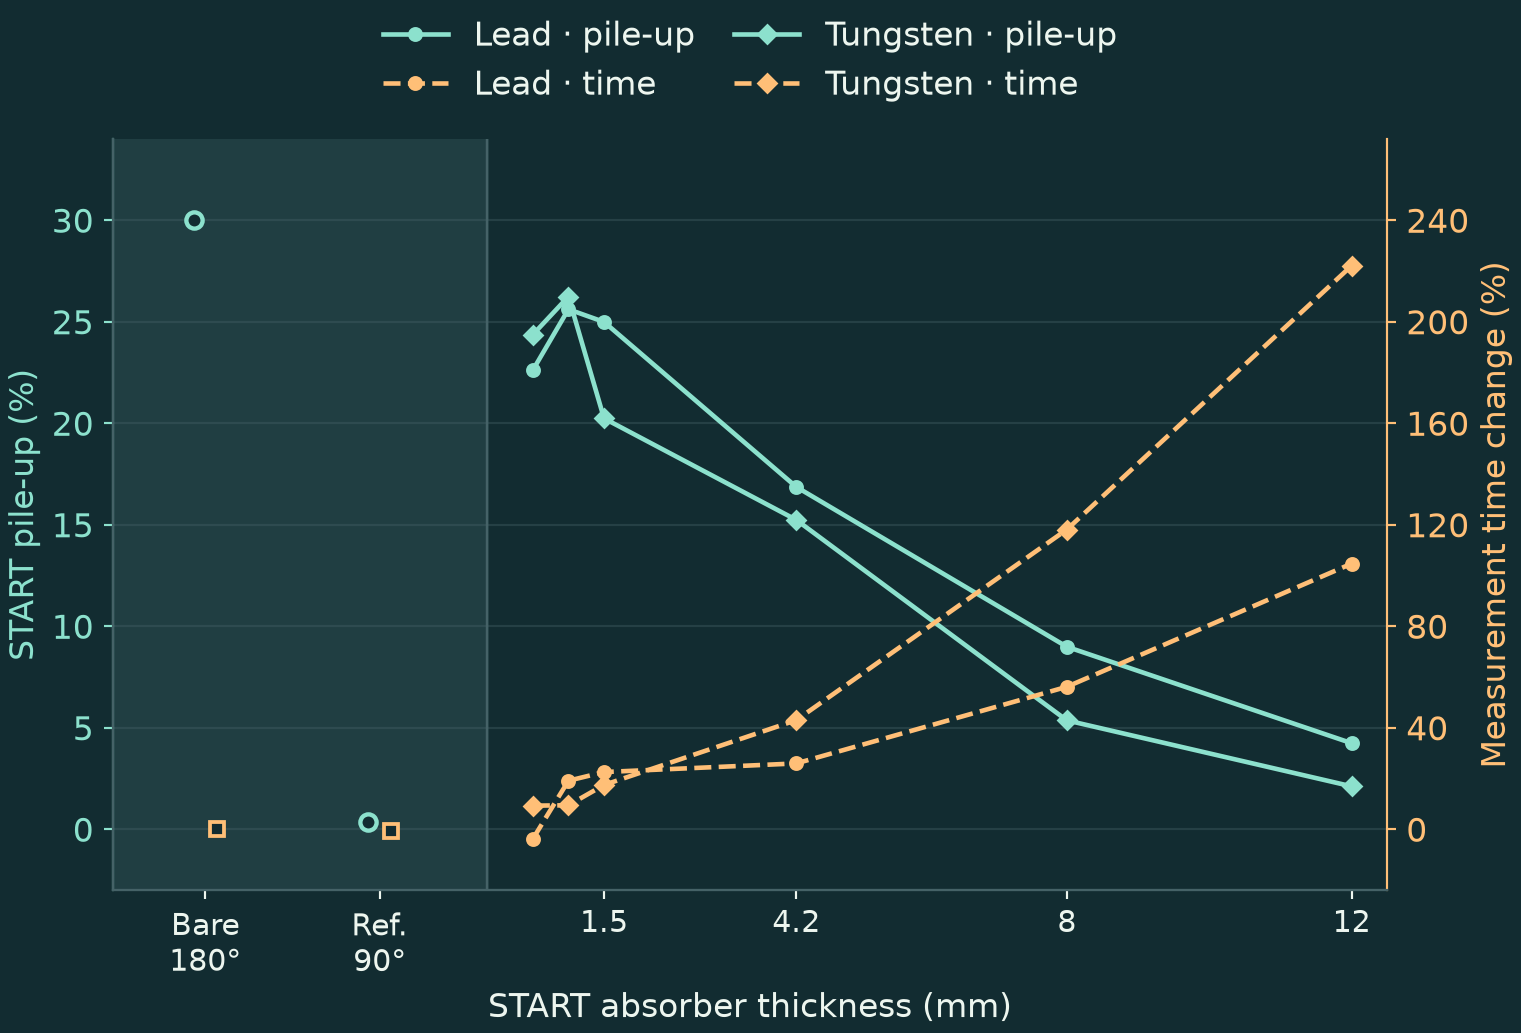 Lead · pile-up
Tungsten · pile-up
Lead · time
Tungsten · time
START pile-up (%)
30
25
20
15
10
5
0
240
200
160
120
80
40
0
Measurement time change (%)
Bare
180°
Ref.
90°
1.5
4.2
8
12
START absorber thickness (mm)